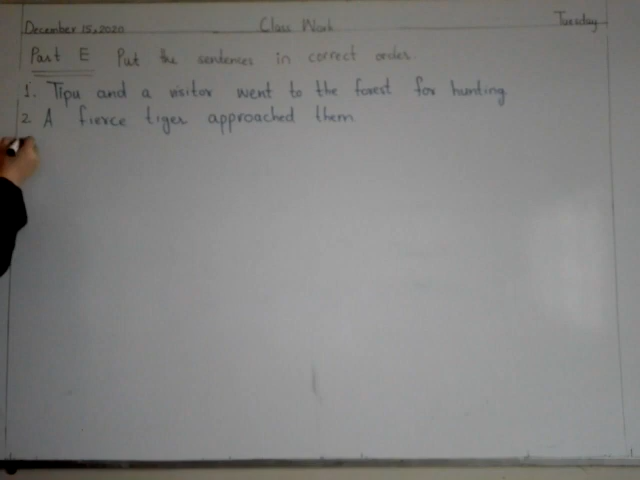 December 15, 2020 Class Work Tuesday
Part E Put the sentences in correct order.
1. Tipu and a visitor went to the forest for hunting
2 A fierce tiger approached them